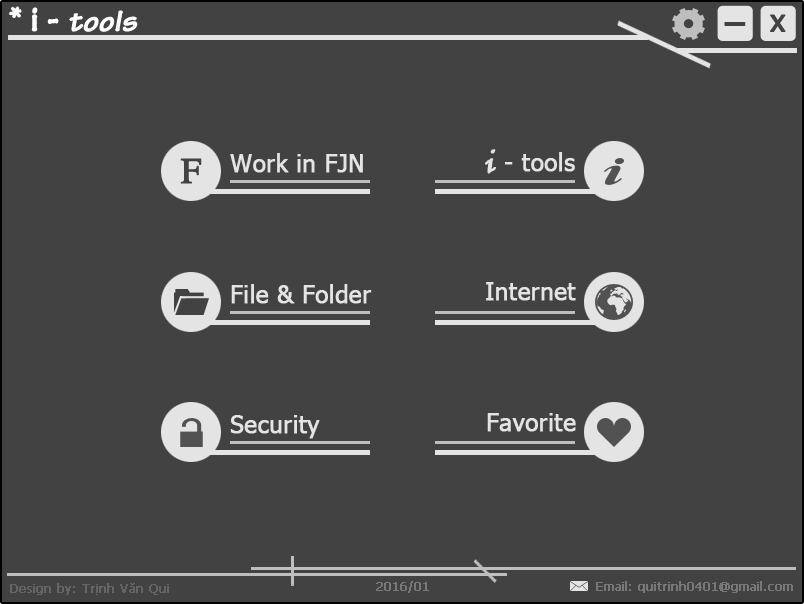 * i - tools
X
F
Work in FJN
i - tools
i
File & Folder
Internet
Security
Favorite
Design by: Trịnh Văn Quí
2016/01
Email: quitrinh0401@gmail.com